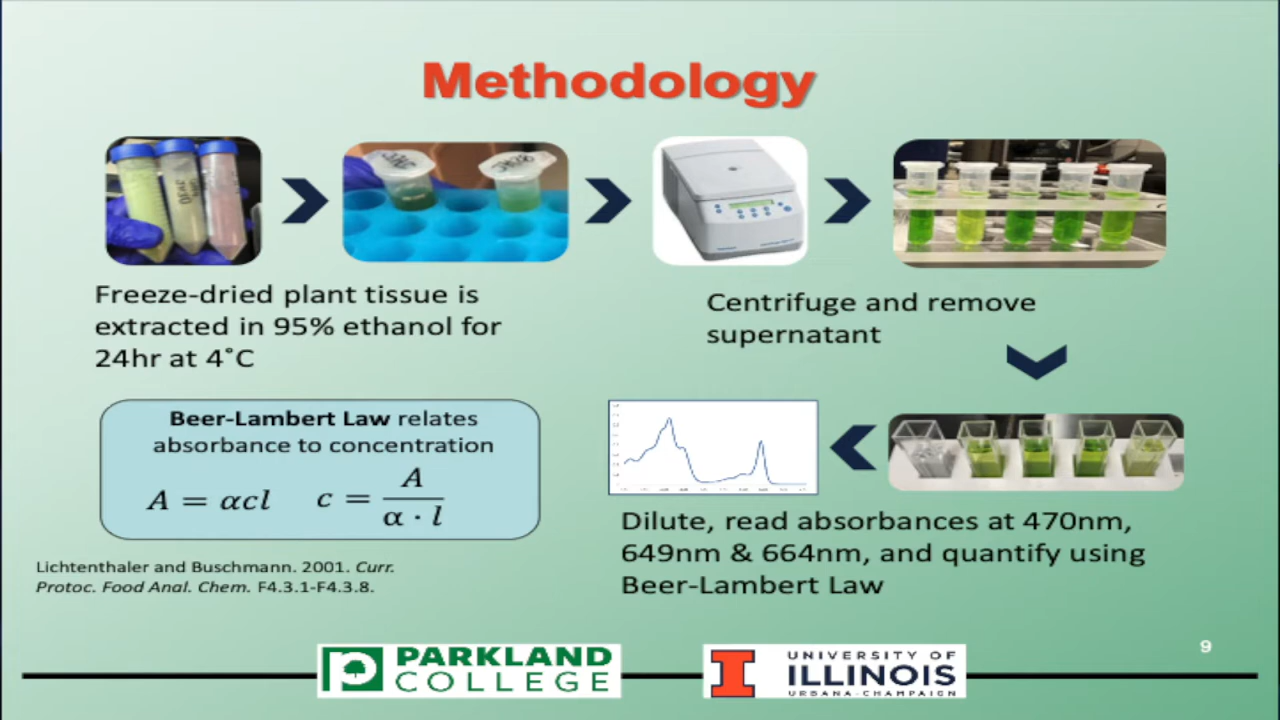 Methodology
Freeze-dried plant tissue is
extracted in 95% ethanol for
24hr at 4˚C
Centrifuge and remove
supernatant
Beer-Lambert Law relates
absorbance to concentration
A = αcl   c = A / α · l
Lichtenthaler and Buschmann. 2001. Curr.
Protoc. Food Anal. Chem. F4.3.1-F4.3.8.
Dilute, read absorbances at 470nm,
649nm & 664nm, and quantify using
Beer-Lambert Law
9
PARKLAND
COLLEGE
UNIVERSITY OF
ILLINOIS
URBANA-CHAMPAIGN